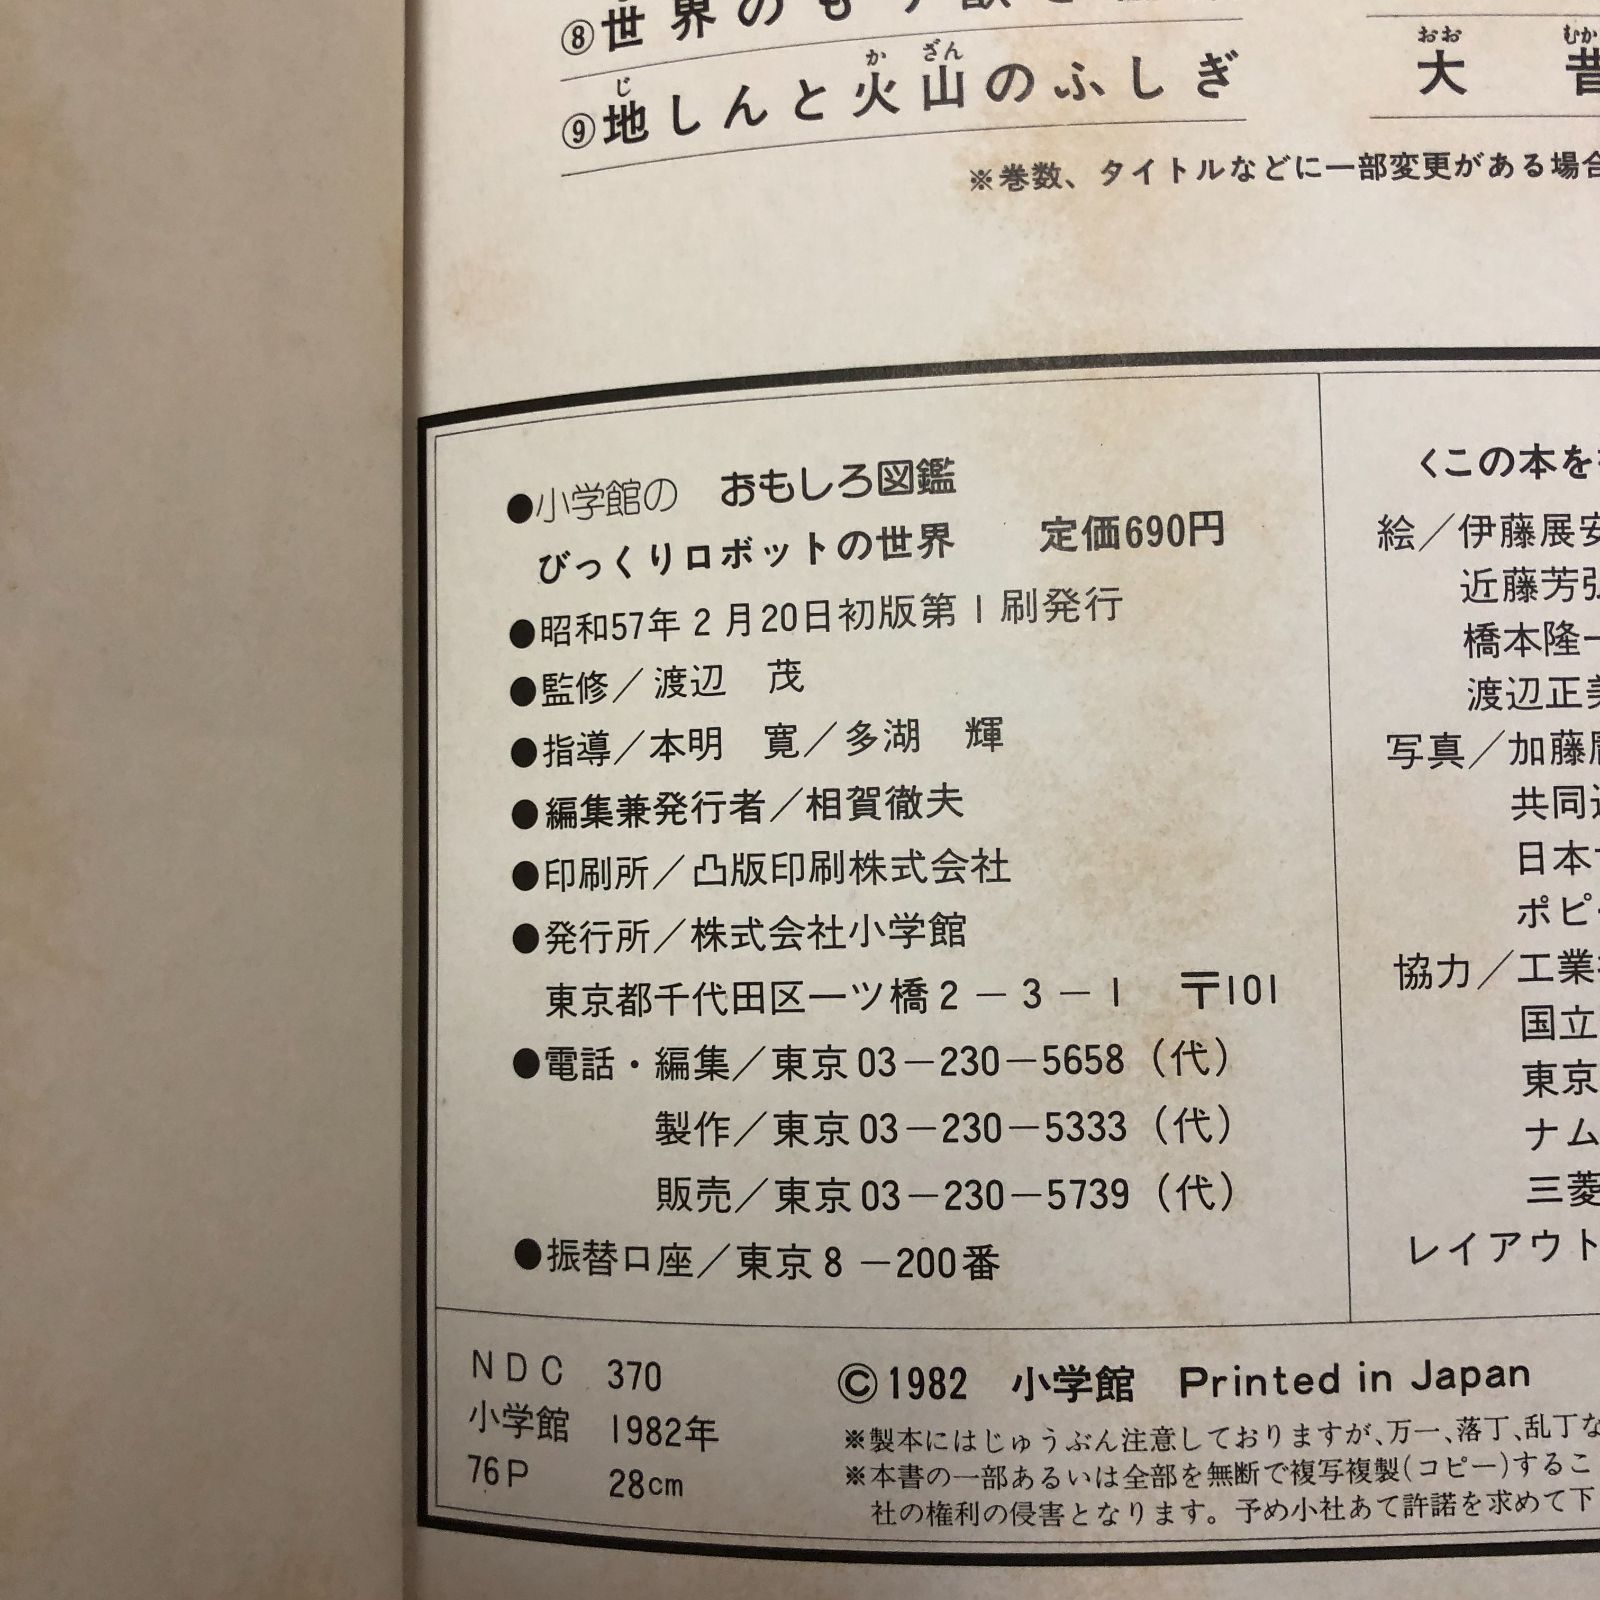 ⑧世界のもう
じ か ざん
⑨地しんと火山のふしぎ
おお むか
大 昔
※巻数、タイトルなどに一部変更がある場合
●小学館の おもしろ図鑑
びっくりロボットの世界 定価690円
●昭和57年2月20日初版第1刷発行
●監修／渡辺 茂
●指導／本明 寛／多湖 輝
●編集兼発行者／相賀徹夫
●印刷所／凸版印刷株式会社
●発行所／株式会社小学館
東京都千代田区一ツ橋2－3－1 〒101
●電話・編集／東京03－230－5658（代）
製作／東京03－230－5333（代）
販売／東京03－230－5739（代）
●振替口座／東京8－200番
〈この本を
絵／伊藤展安
近藤芳弘
橋本隆一
渡辺正美
写真／加藤
共同
日本
ポピ
協力／工業
国立
東京
ナム
三菱
レイアウト
NDC 370
小学館 1982年
76P 28cm
©1982 小学館 Printed in Japan
※製本にはじゅうぶん注意しておりますが、万一、落丁、乱丁な
※本書の一部あるいは全部を無断で複写複製(コピー)するこ
社の権利の侵害となります。予め小社あて許諾を求めて下